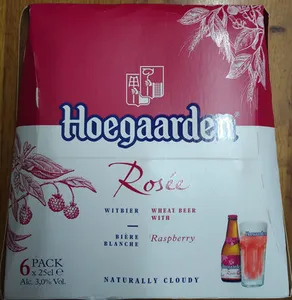 Hoegaarden
Rosée
WITBIER
WHEAT BEER
WITH
BIÈRE
BLANCHE
Raspberry
6 PACK
x 25cl e
Alc. 3,0% Vol.
NATURALLY CLOUDY